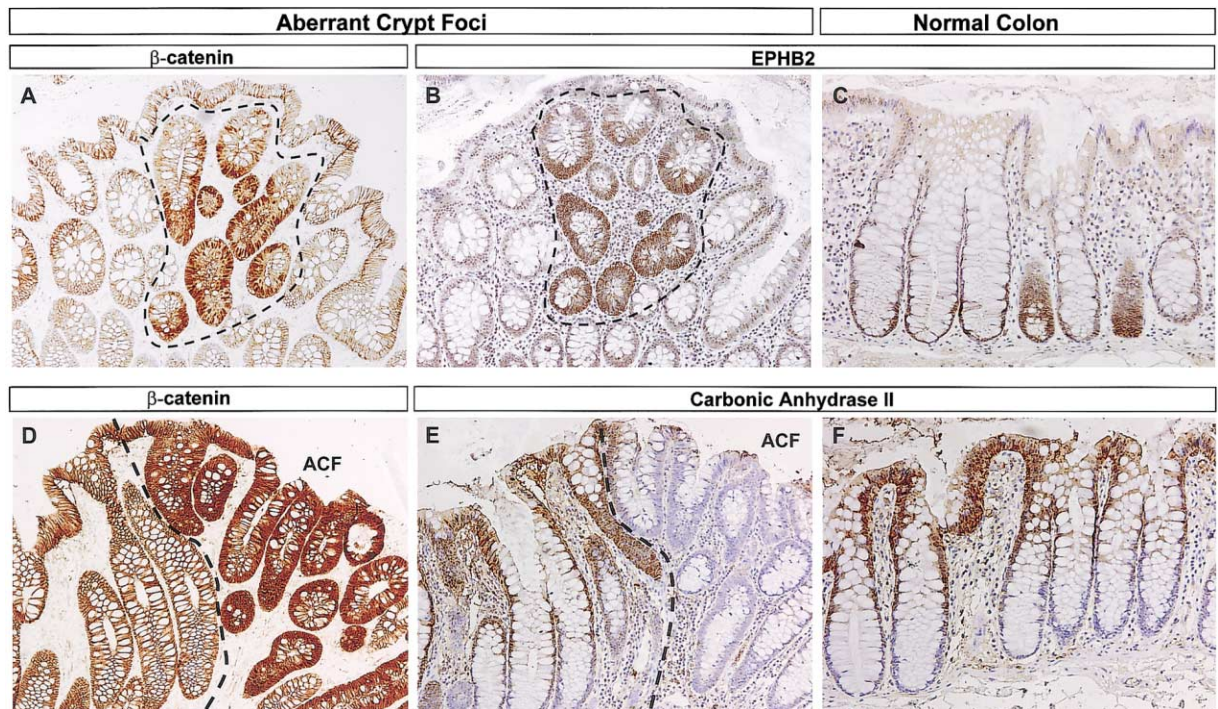 Aberrant Crypt Foci
Normal Colon
β-catenin
EPHB2
A
B
C
β-catenin
Carbonic Anhydrase II
D
ACF
E
ACF
F